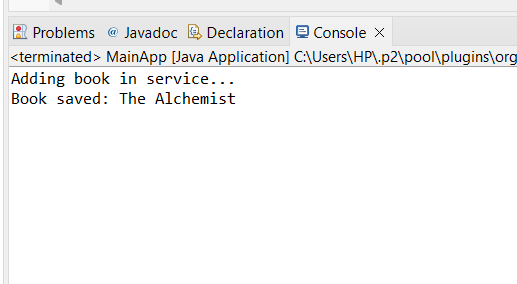 Problems @ Javadoc Declaration Console
<terminated> MainApp [Java Application] C:\Users\HP\.p2\pool\plugins\org
Adding book in service...
Book saved: The Alchemist